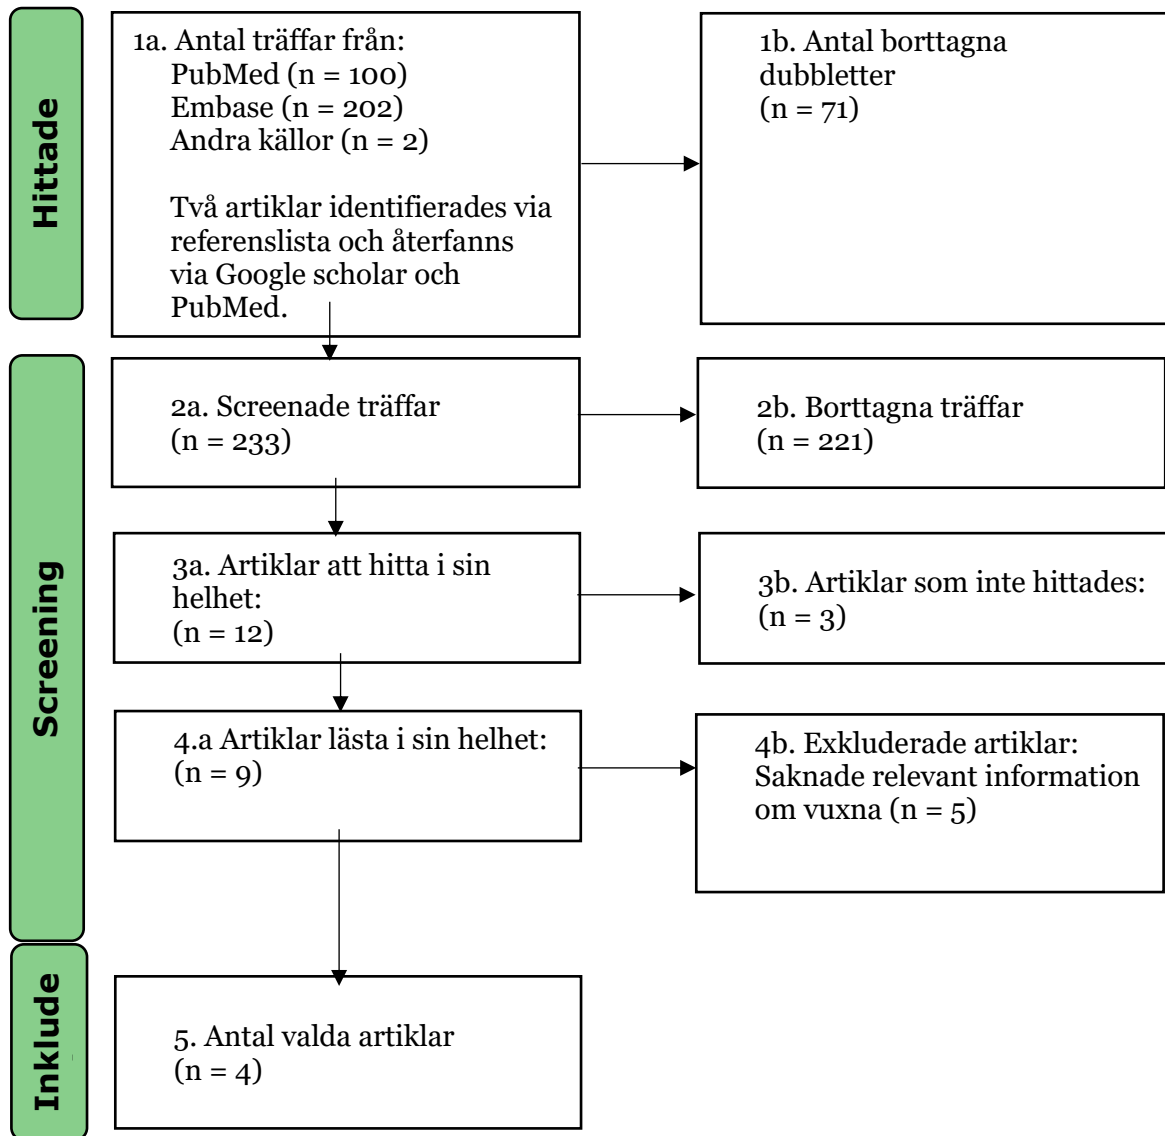 Hittade
1a. Antal träffar från:
PubMed (n = 100)
Embase (n = 202)
Andra källor (n = 2)
Två artiklar identifierades via
referenslista och återfanns
via Google scholar och
PubMed.
1b. Antal borttagna
dubbletter
(n = 71)
Screening
2a. Screenade träffar
(n = 233)
2b. Borttagna träffar
(n = 221)
3a. Artiklar att hitta i sin
helhet:
(n = 12)
3b. Artiklar som inte hittades:
(n = 3)
4.a Artiklar lästa i sin helhet:
(n = 9)
4b. Exkluderade artiklar:
Saknade relevant information
om vuxna (n = 5)
Inklude
5. Antal valda artiklar
(n = 4)